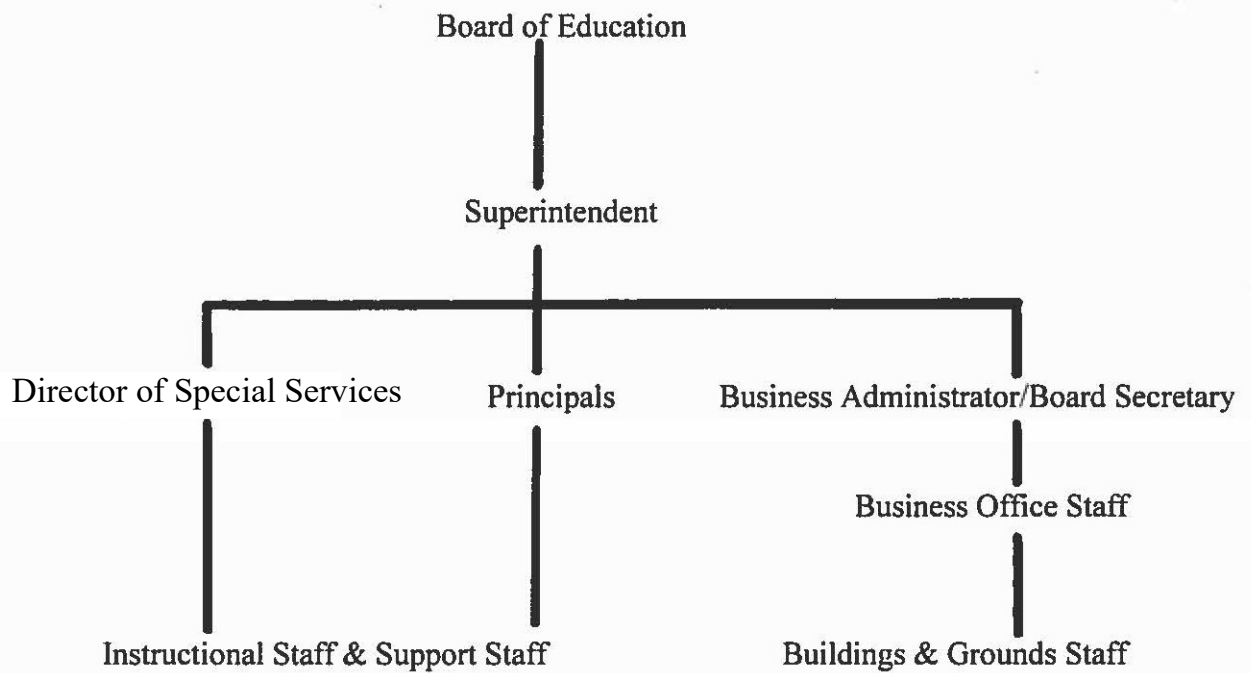 Board of Education
Superintendent
Director of Special Services
Principals
Business Administrator/Board Secretary
Business Office Staff
Instructional Staff & Support Staff
Buildings & Grounds Staff